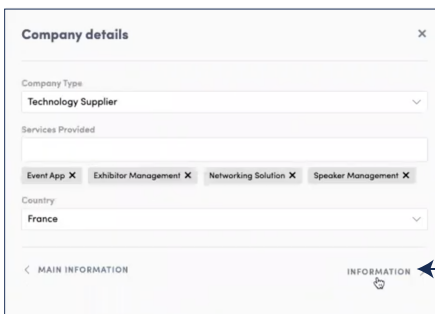 Company details
Company Type
Technology Supplier
Services Provided
Event App X Exhibitor Management X Networking Solution X Speaker Management X
Country
France
MAIN INFORMATION INFORMATION